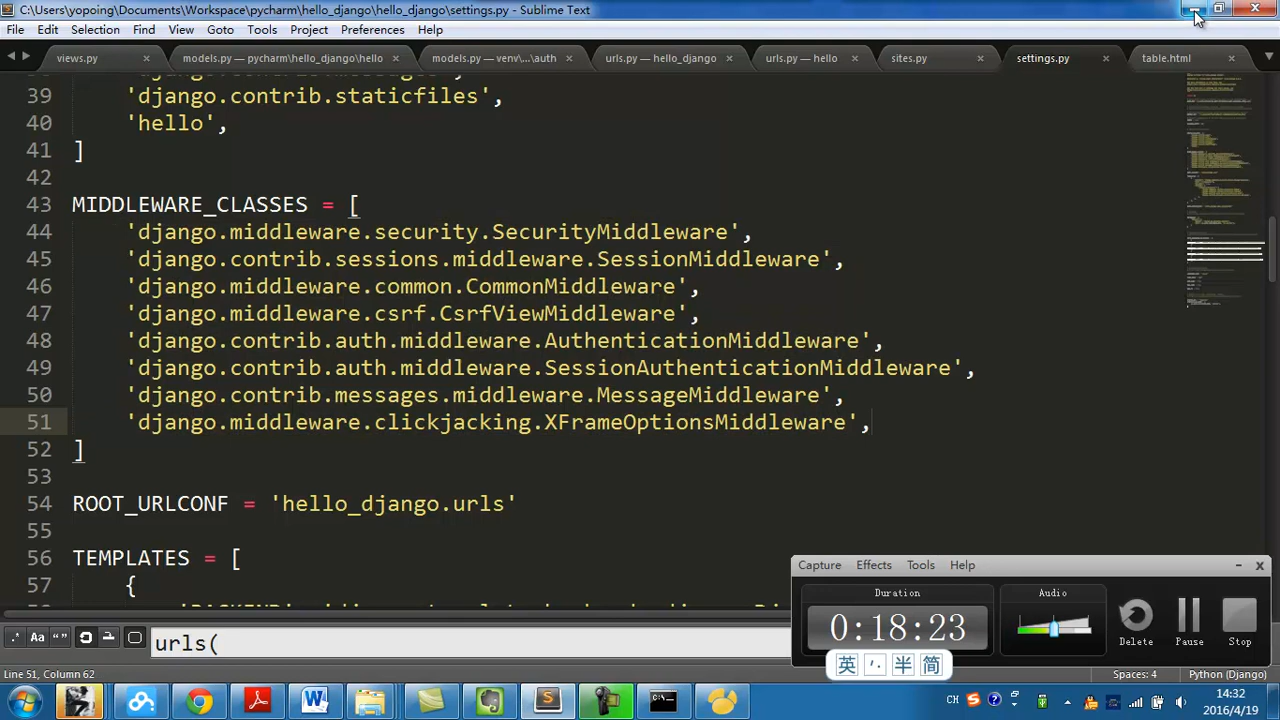 C:\Users\yopoing\Documents\Workspace\pycharm\hello_django\hello_django\settings.py - Sublime Text
File Edit Selection Find View Goto Tools Project Preferences Help
views.py models.py — pycharm\hello_django\hello models.py — venv\...\auth urls.py — hello_django urls.py — hello sites.py settings.py table.html
39 'django.contrib.staticfiles',
40 'hello',
41 ]
42
43 MIDDLEWARE_CLASSES = [
44 'django.middleware.security.SecurityMiddleware',
45 'django.contrib.sessions.middleware.SessionMiddleware',
46 'django.middleware.common.CommonMiddleware',
47 'django.middleware.csrf.CsrfViewMiddleware',
48 'django.contrib.auth.middleware.AuthenticationMiddleware',
49 'django.contrib.auth.middleware.SessionAuthenticationMiddleware',
50 'django.contrib.messages.middleware.MessageMiddleware',
51 'django.middleware.clickjacking.XFrameOptionsMiddleware',
52 ]
53
54 ROOT_URLCONF = 'hello_django.urls'
55
56 TEMPLATES = [
57 {
Capture Effects Tools Help
Duration
0:18:23
Audio
Delete Pause Stop
.* Aa “ ”
urls(
英 半 简
Line 51, Column 62
Spaces: 4 Python (Django)
CH
14:32
2016/4/19